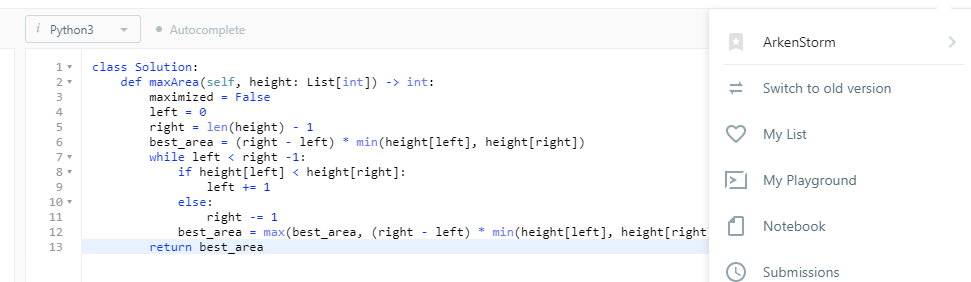 i Python3
Autocomplete
1 class Solution:
2 def maxArea(self, height: List[int]) -> int:
3 maximized = False
4 left = 0
5 right = len(height) - 1
6 best_area = (right - left) * min(height[left], height[right])
7 while left < right -1:
8 if height[left] < height[right]:
9 left += 1
10 else:
11 right -= 1
12 best_area = max(best_area, (right - left) * min(height[left], height[right
13 return best_area
ArkenStorm
Switch to old version
My List
My Playground
Notebook
Submissions